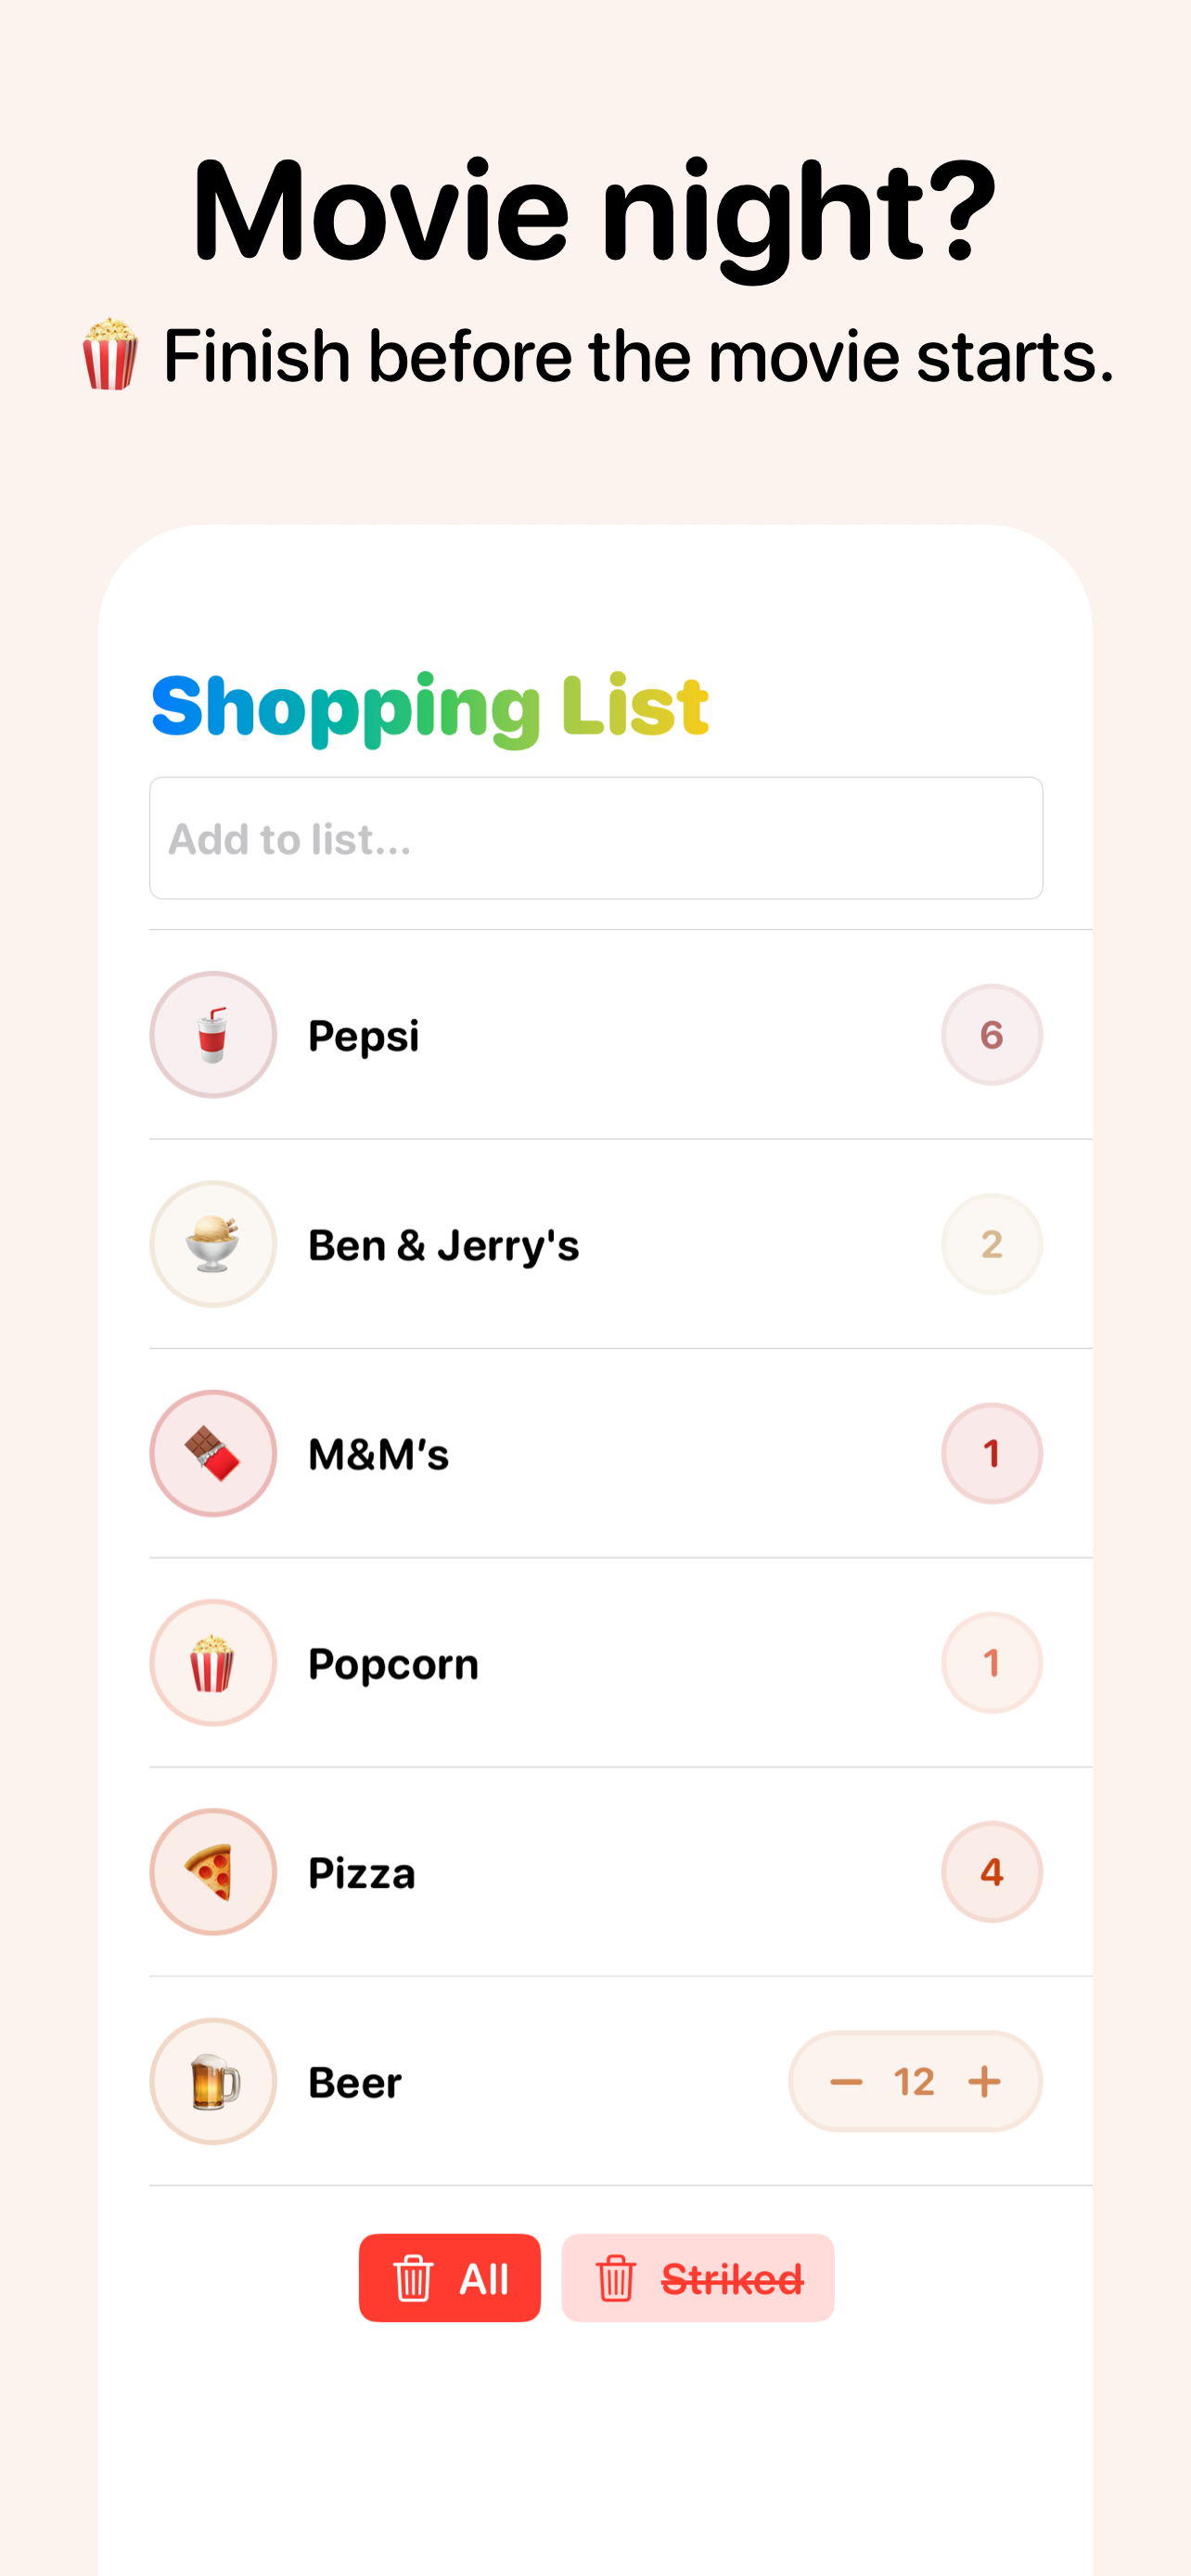 Movie night?
🍿 Finish before the movie starts.
Shopping List
Add to list...
Pepsi 6
Ben & Jerry's 2
M&M’s 1
Popcorn 1
Pizza 4
Beer − 12 +
All Striked